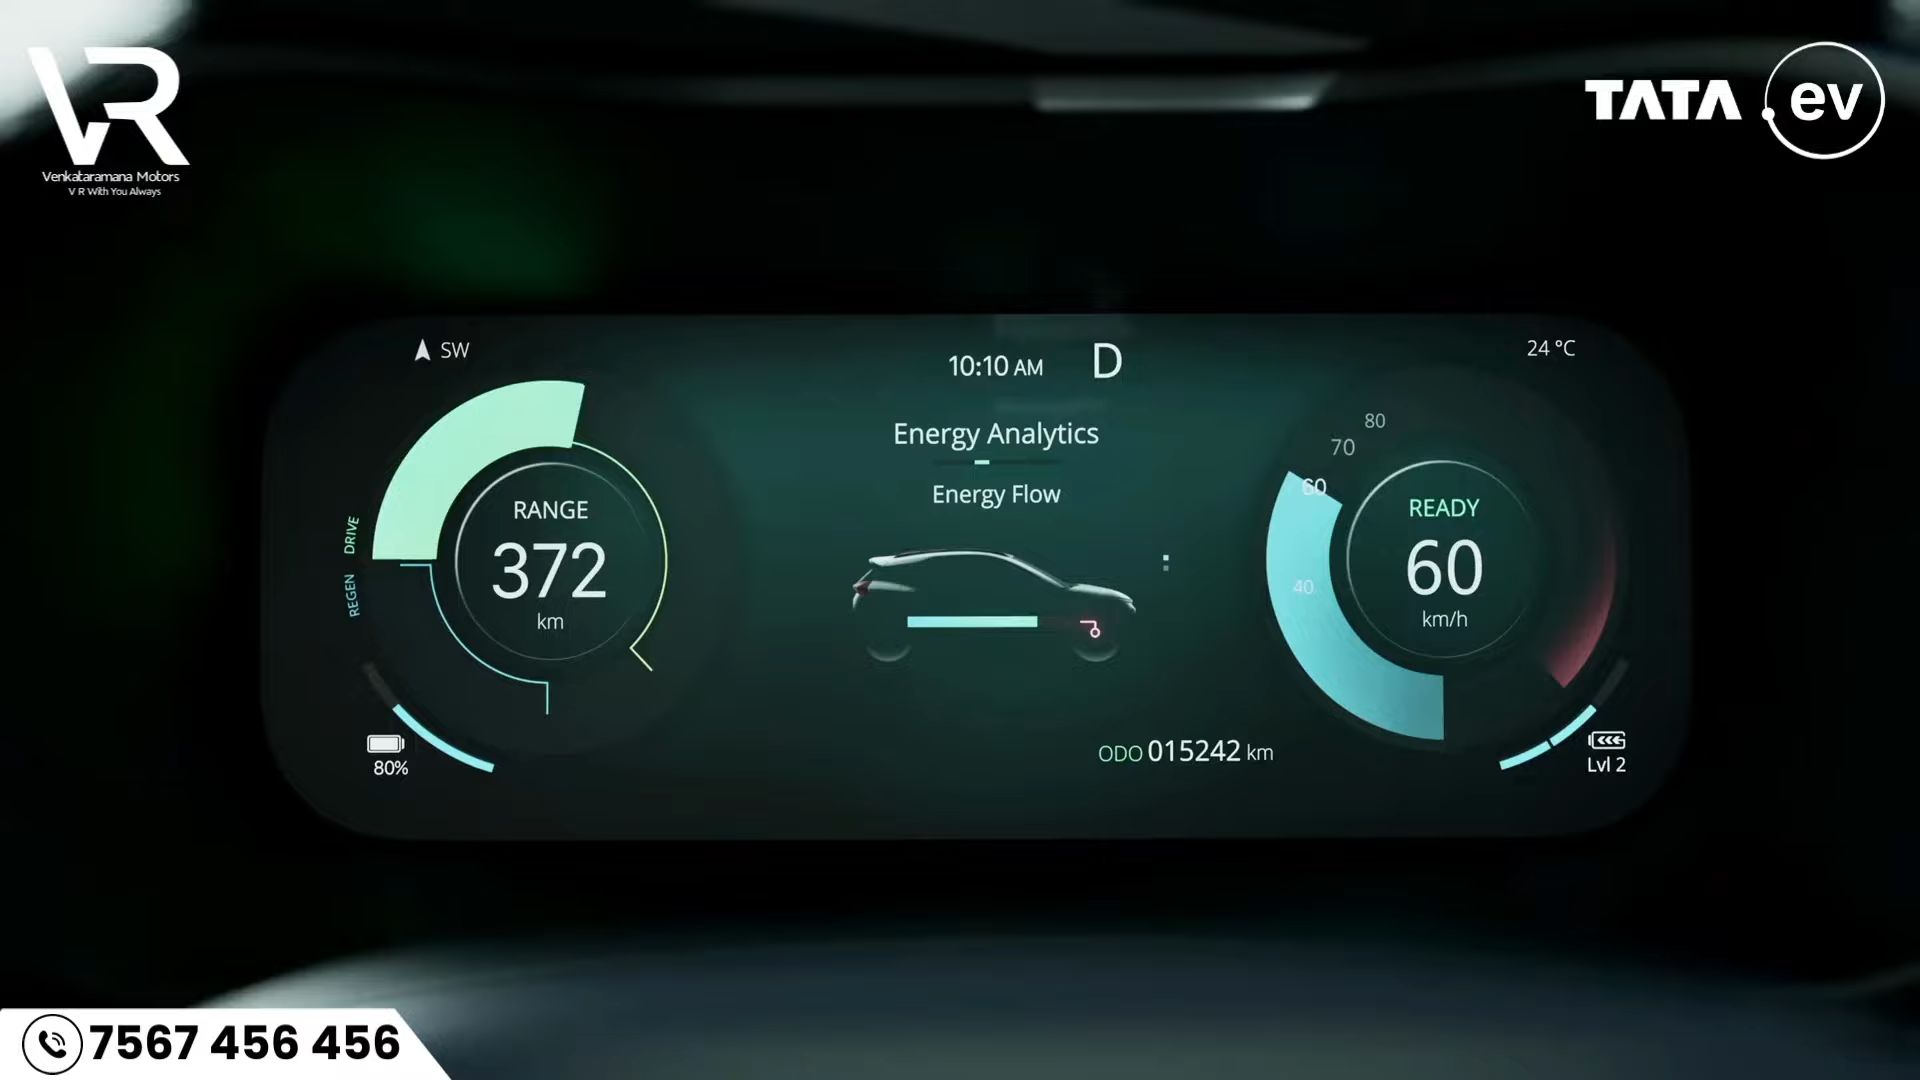 VR
Venkataramana Motors
V R With You Always
TATA .ev
SW
10:10 AM D
24 °C
Energy Analytics
Energy Flow
DRIVE
REGEN
RANGE
372
km
80
70
60
40
READY
60
km/h
80%
ODO 015242 km
Lvl 2
7567 456 456